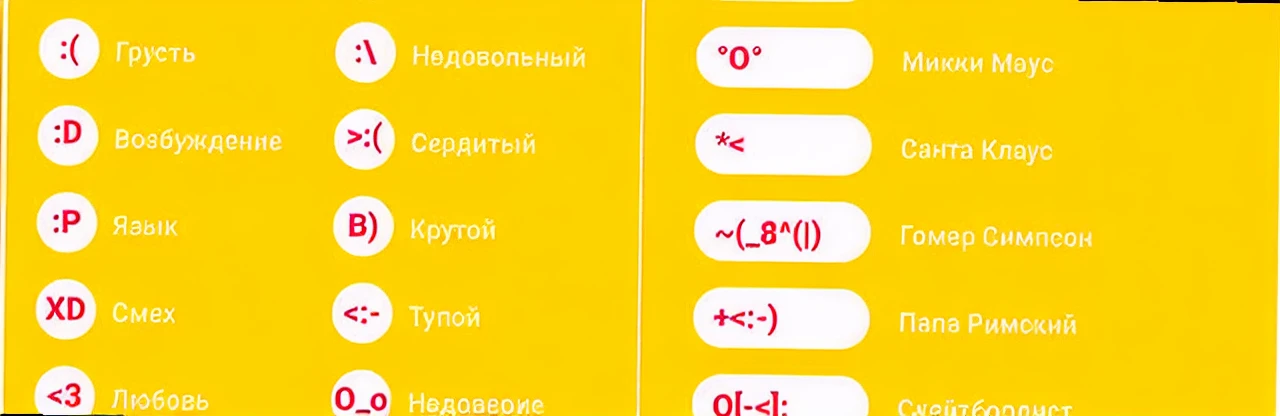 :( Грусть
:D Возбуждение
:P Язык
XD Смех
<3 Любовь
:\ Недовольный
>:( Сердитый
B) Крутой
<:- Тупой
O_o Недоверие
°O° Микки Маус
*< Санта Клаус
~(_8^(|) Гомер Симпсон
+<:-) Папа Римский
O[-<]: Скейтбордист